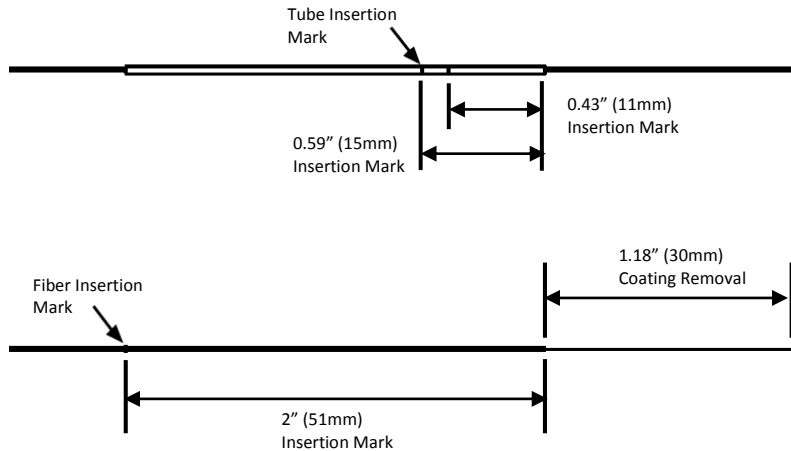 Tube Insertion
Mark
0.43” (11mm)
Insertion Mark
0.59” (15mm)
Insertion Mark
1.18” (30mm)
Coating Removal
Fiber Insertion
Mark
2” (51mm)
Insertion Mark